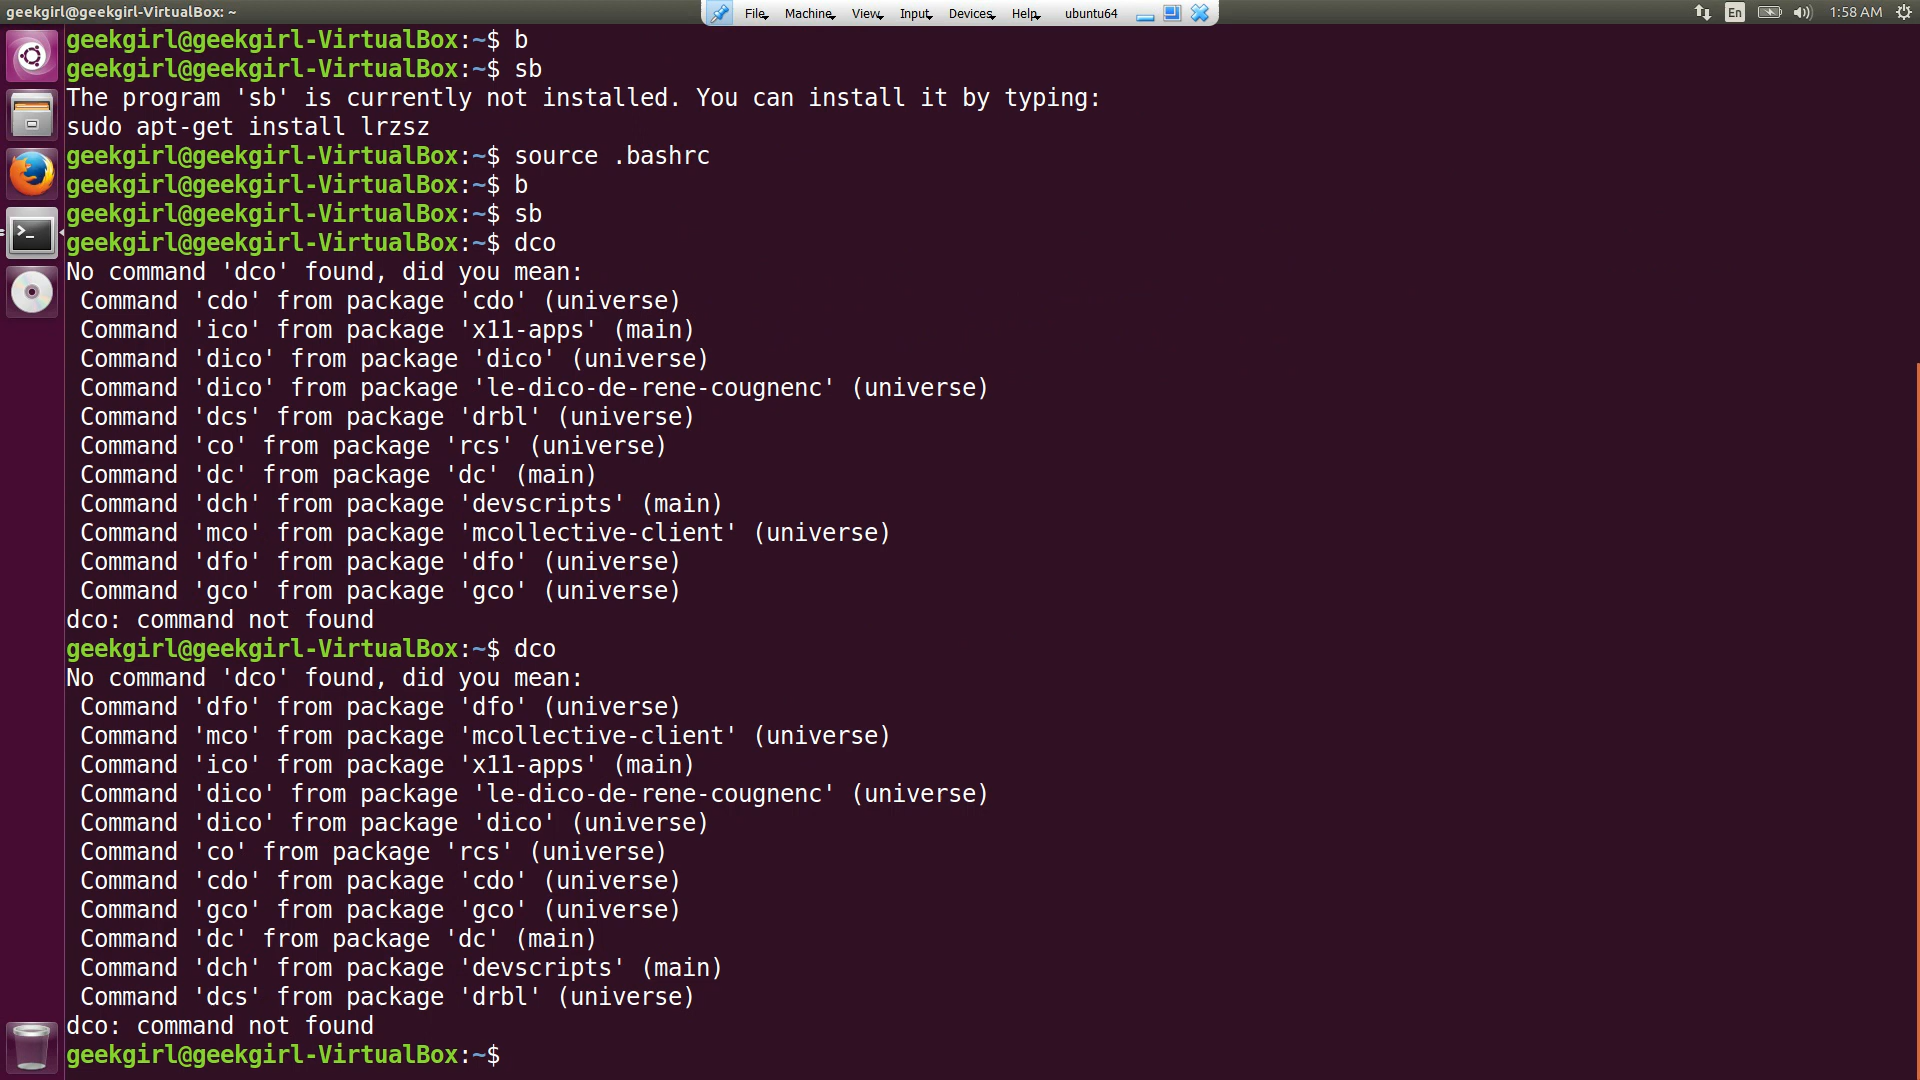 geekgirl@geekgirl-VirtualBox: ~
File Machine View Input Devices Help ubuntu64
En 1:58 AM
geekgirl@geekgirl-VirtualBox:~$ b
geekgirl@geekgirl-VirtualBox:~$ sb
The program 'sb' is currently not installed. You can install it by typing:
sudo apt-get install lrzsz
geekgirl@geekgirl-VirtualBox:~$ source .bashrc
geekgirl@geekgirl-VirtualBox:~$ b
geekgirl@geekgirl-VirtualBox:~$ sb
geekgirl@geekgirl-VirtualBox:~$ dco
No command 'dco' found, did you mean:
 Command 'cdo' from package 'cdo' (universe)
 Command 'ico' from package 'x11-apps' (main)
 Command 'dico' from package 'dico' (universe)
 Command 'dico' from package 'le-dico-de-rene-cougnenc' (universe)
 Command 'dcs' from package 'drbl' (universe)
 Command 'co' from package 'rcs' (universe)
 Command 'dc' from package 'dc' (main)
 Command 'dch' from package 'devscripts' (main)
 Command 'mco' from package 'mcollective-client' (universe)
 Command 'dfo' from package 'dfo' (universe)
 Command 'gco' from package 'gco' (universe)
dco: command not found
geekgirl@geekgirl-VirtualBox:~$ dco
No command 'dco' found, did you mean:
 Command 'dfo' from package 'dfo' (universe)
 Command 'mco' from package 'mcollective-client' (universe)
 Command 'ico' from package 'x11-apps' (main)
 Command 'dico' from package 'le-dico-de-rene-cougnenc' (universe)
 Command 'dico' from package 'dico' (universe)
 Command 'co' from package 'rcs' (universe)
 Command 'cdo' from package 'cdo' (universe)
 Command 'gco' from package 'gco' (universe)
 Command 'dc' from package 'dc' (main)
 Command 'dch' from package 'devscripts' (main)
 Command 'dcs' from package 'drbl' (universe)
dco: command not found
geekgirl@geekgirl-VirtualBox:~$